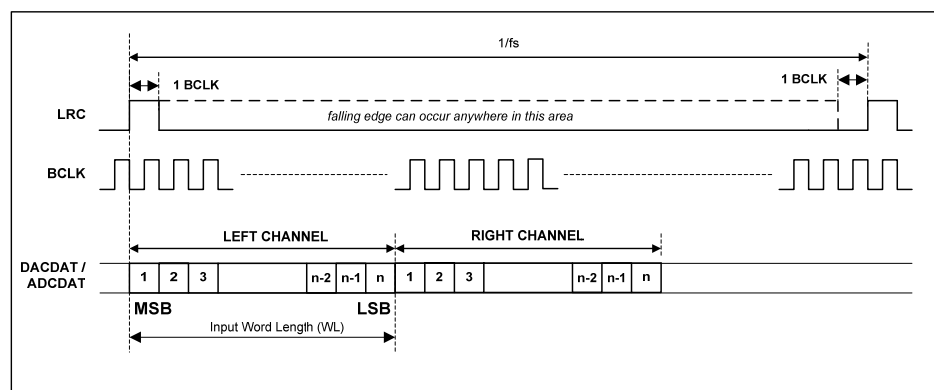 1/fs
1 BCLK 1 BCLK
LRC
falling edge can occur anywhere in this area
BCLK
LEFT CHANNEL RIGHT CHANNEL
DACDAT /
ADCDAT
1 2 3 n-2 n-1 n 1 2 3 n-2 n-1 n
MSB LSB
Input Word Length (WL)